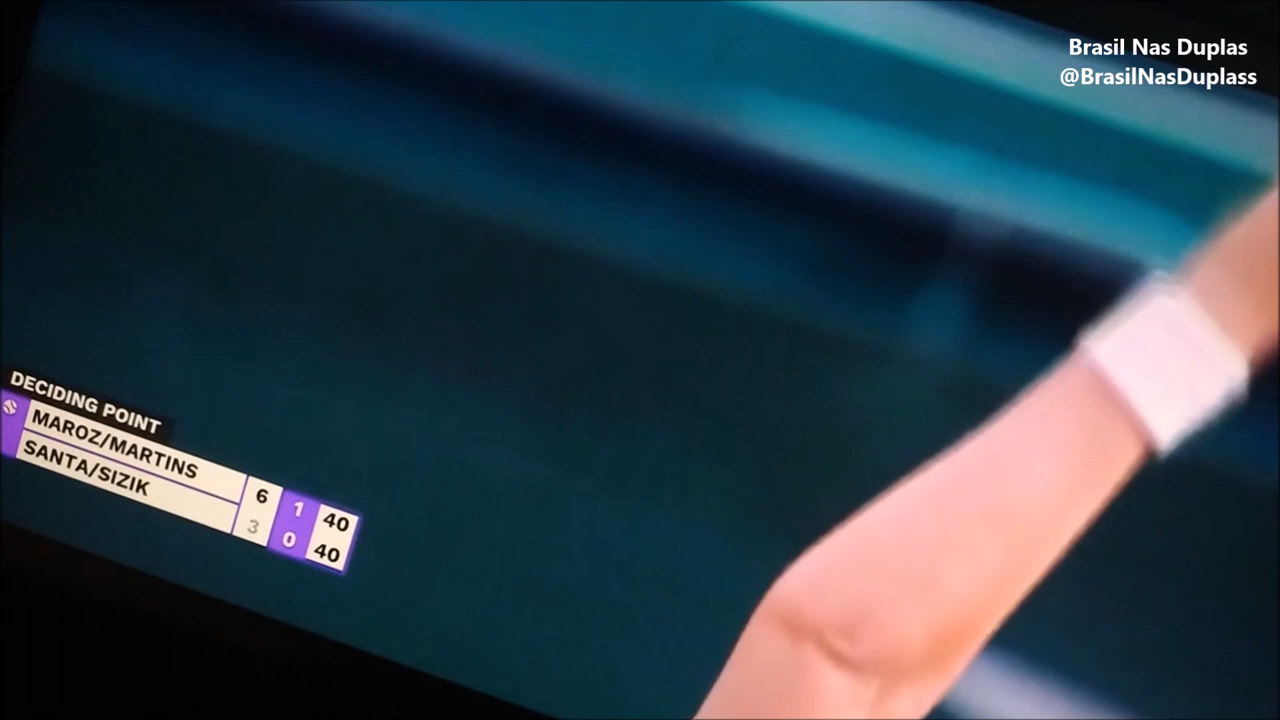 Brasil Nas Duplas
@BrasilNasDuplass
DECIDING POINT
MAROZ/MARTINS 6 1 40
SANTA/SIZIK 3 0 40